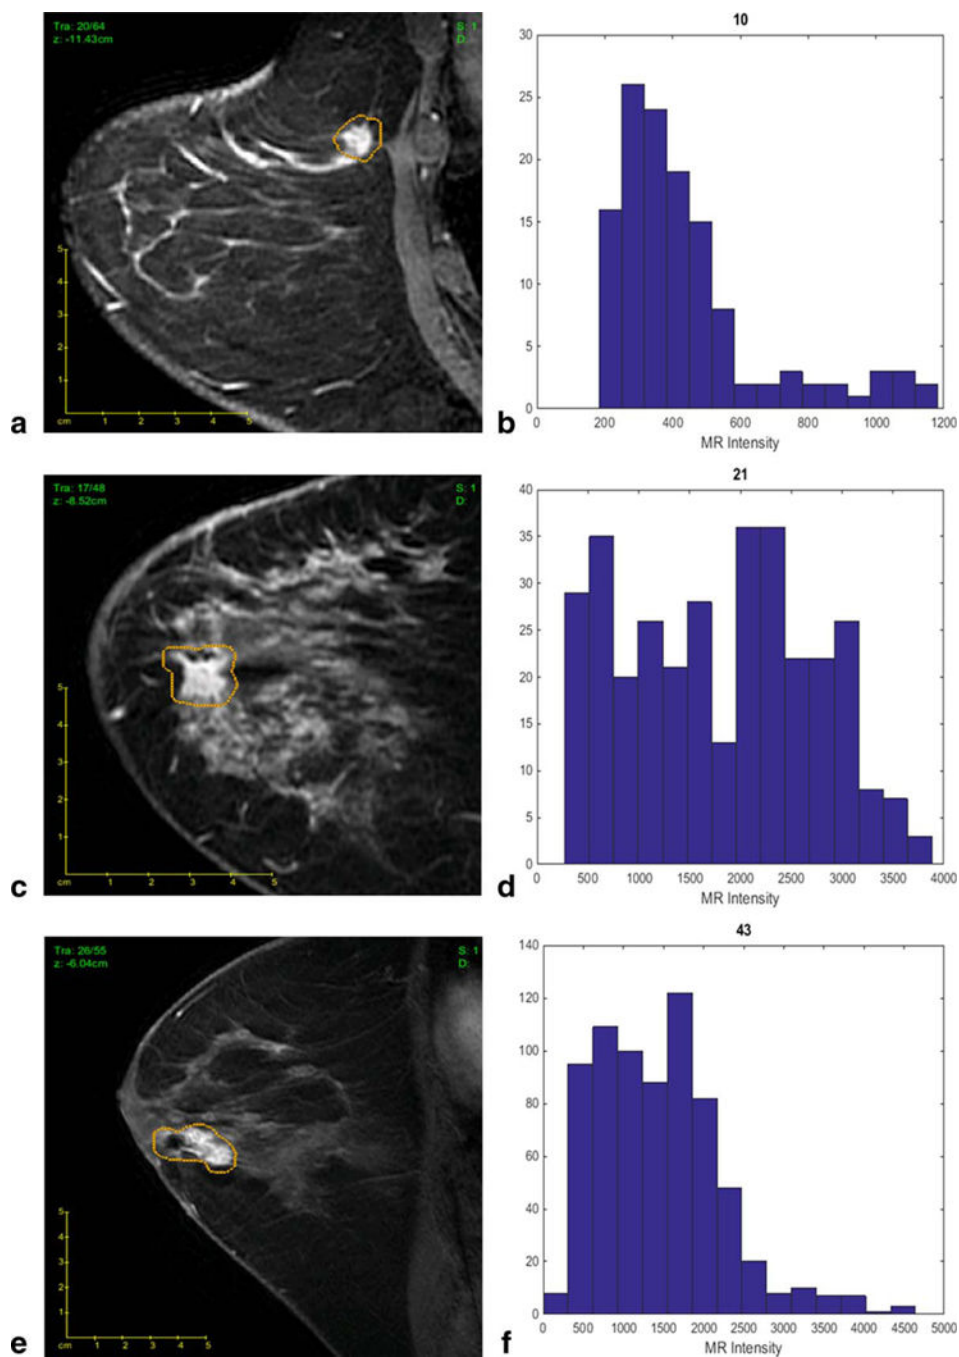 Tra: 20/64
z: -11.43cm
S: 1
D:
5
4
3
2
1
cm 1 2 3 4 5
a
10
30
25
20
15
10
5
0
0 200 400 600 800 1000 1200
MR Intensity
b
Tra: 17/48
z: -8.52cm
S: 1
D:
5
4
3
2
1
cm 1 2 3 4 5
c
21
40
35
30
25
20
15
10
5
0
0 500 1000 1500 2000 2500 3000 3500 4000
MR Intensity
d
Tra: 26/55
z: -6.04cm
S: 1
D:
5
4
3
2
1
cm 1 2 3 4 5
e
43
140
120
100
80
60
40
20
0
0 500 1000 1500 2000 2500 3000 3500 4000 4500 5000
MR Intensity
f